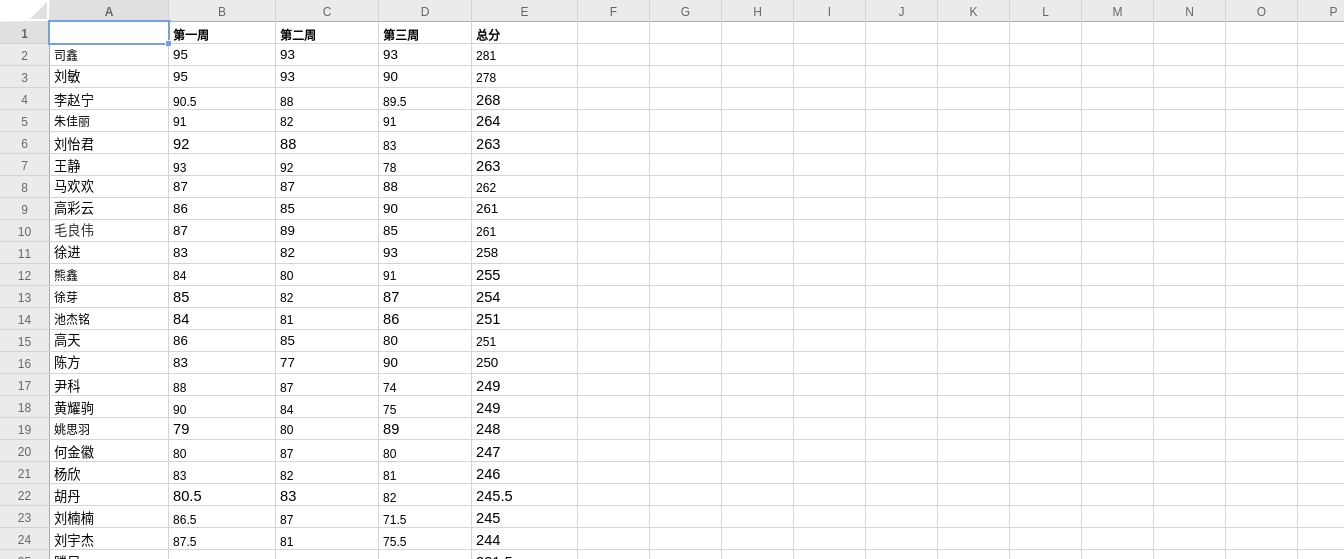 A B C D E F G H I J K L M N O P
1 第一周 第二周 第三周 总分
2 司鑫 95 93 93 281
3 刘敏 95 93 90 278
4 李赵宁 90.5 88 89.5 268
5 朱佳丽 91 82 91 264
6 刘怡君 92 88 83 263
7 王静 93 92 78 263
8 马欢欢 87 87 88 262
9 高彩云 86 85 90 261
10 毛良伟 87 89 85 261
11 徐进 83 82 93 258
12 熊鑫 84 80 91 255
13 徐芽 85 82 87 254
14 池杰铭 84 81 86 251
15 高天 86 85 80 251
16 陈方 83 77 90 250
17 尹科 88 87 74 249
18 黄耀驹 90 84 75 249
19 姚思羽 79 80 89 248
20 何金徽 80 87 80 247
21 杨欣 83 82 81 246
22 胡丹 80.5 83 82 245.5
23 刘楠楠 86.5 87 71.5 245
24 刘宇杰 87.5 81 75.5 244